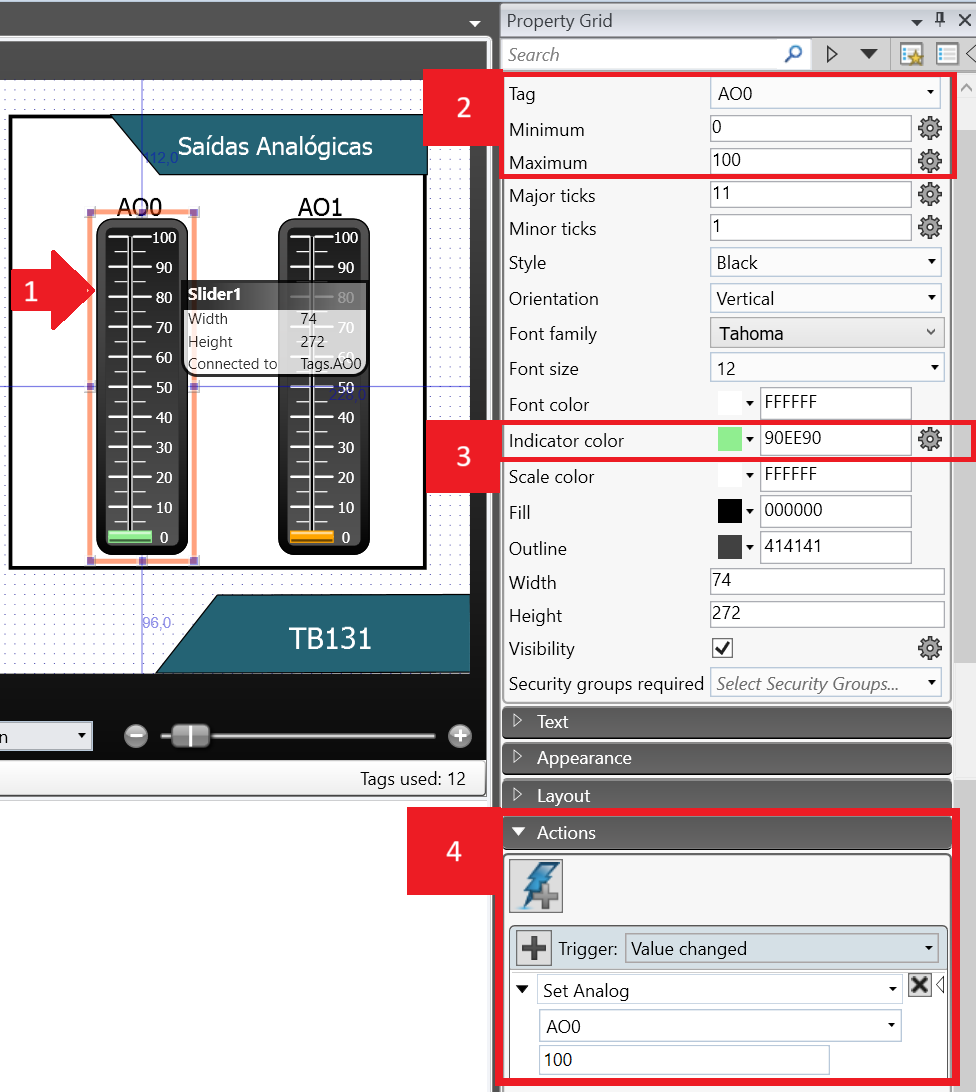 Property Grid
Search
2
Tag AO0
Minimum 0
Maximum 100
Major ticks 11
Minor ticks 1
Style Black
Orientation Vertical
Font family Tahoma
Font size 12
Font color FFFFFF
3
Indicator color 90EE90
Scale color FFFFFF
Fill 000000
Outline 414141
Width 74
Height 272
Visibility
Security groups required Select Security Groups...
Text
Appearance
Layout
4
Actions
Trigger: Value changed
Set Analog
AO0
100
Saídas Analógicas
112,0
AO0 AO1
1
100 100
90 90
80 80
70 70
60 60
50 50
40 40
30 30
20 20
10 10
0 0
Slider1
Width 74
Height 272
Connected to Tags.AO0
96,0
TB131
n
Tags used: 12